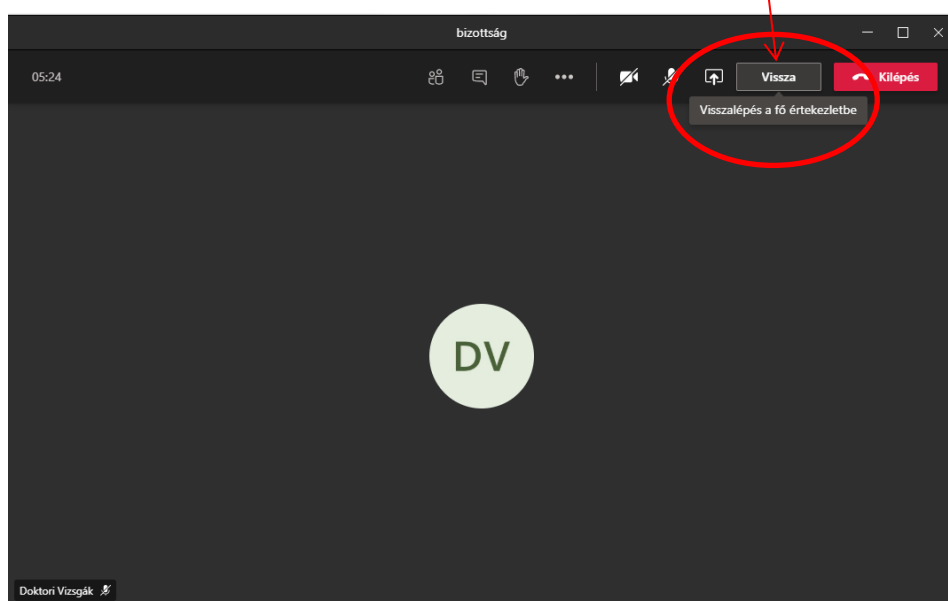 bizottság
05:24
Vissza
Kilépés
Visszalépés a fő értekezletbe
DV
Doktori Vizsgák